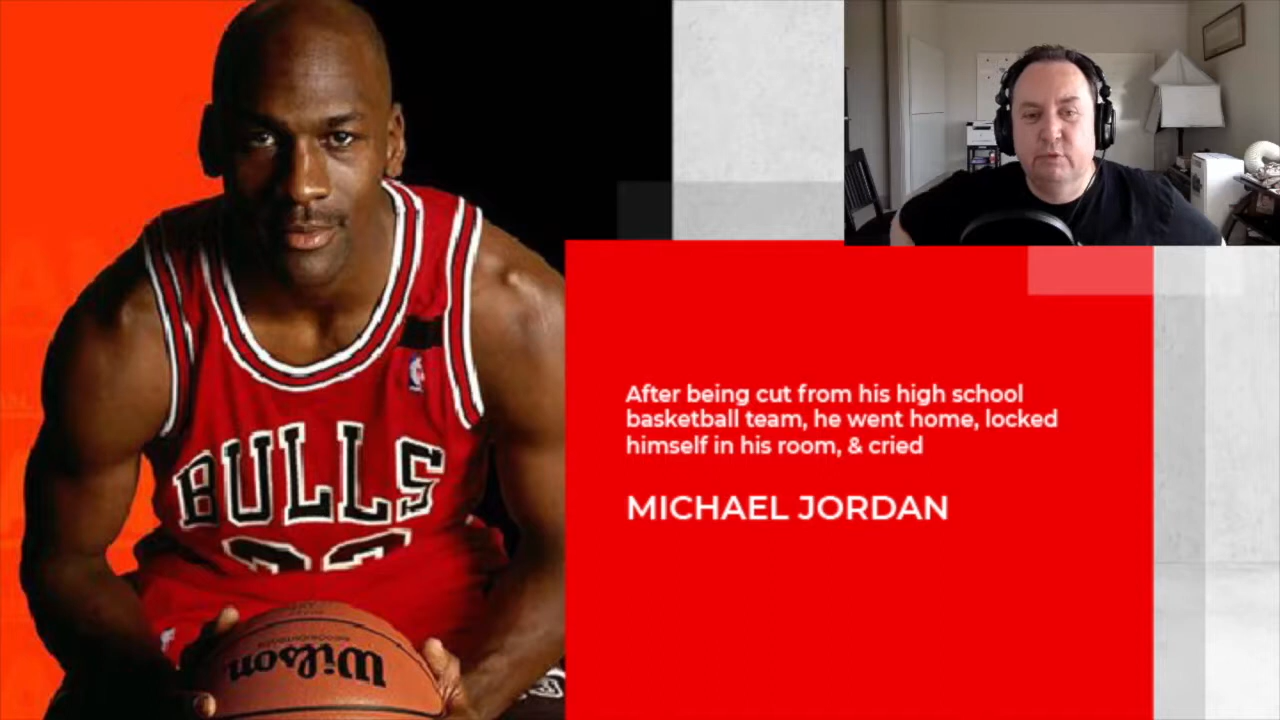 After being cut from his high school
basketball team, he went home, locked
himself in his room, & cried
MICHAEL JORDAN
BULLS
23
Wilson